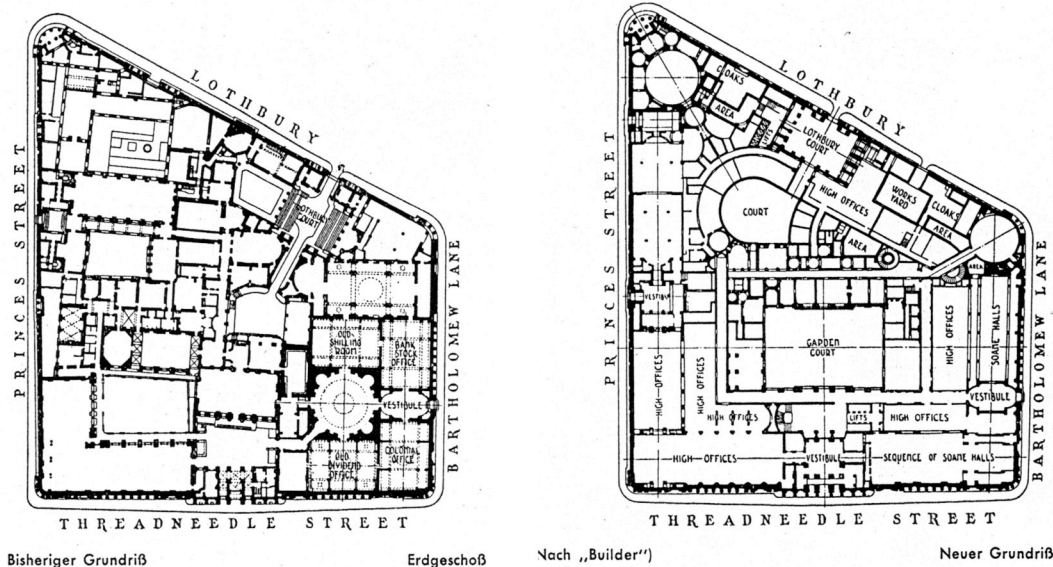 LOTHBURY
PRINCES STREET
LOTHBURY
COURT
OLD
SHILLING
ROOM
BANK
STOCK
OFFICE
VESTIBULE
OLD
DIVIDEND
OFFICE
COLONIAL
OFFICE
BARTHOLOMEW LANE
THREADNEEDLE STREET
Bisheriger Grundriß
Erdgeschoß
LOTHBURY
PRINCES STREET
CLOAKS
AREA
LIFTS
LOTHBURY
COURT
COURT
HIGH OFFICES
WORKS
YARD
CLOAKS
AREA
AREA
AREA
VESTIBULE
GARDEN
COURT
HIGH OFFICES
HIGH OFFICES
HIGH OFFICES
SOANE HALLS
VESTIBULE
HIGH OFFICES
LIFTS
HIGH OFFICES
HIGH-OFFICES
VESTIBULE
SEQUENCE OF SOANE HALLS
BARTHOLOMEW LANE
THREADNEEDLE STREET
Nach „Builder“)
Neuer Grundriß